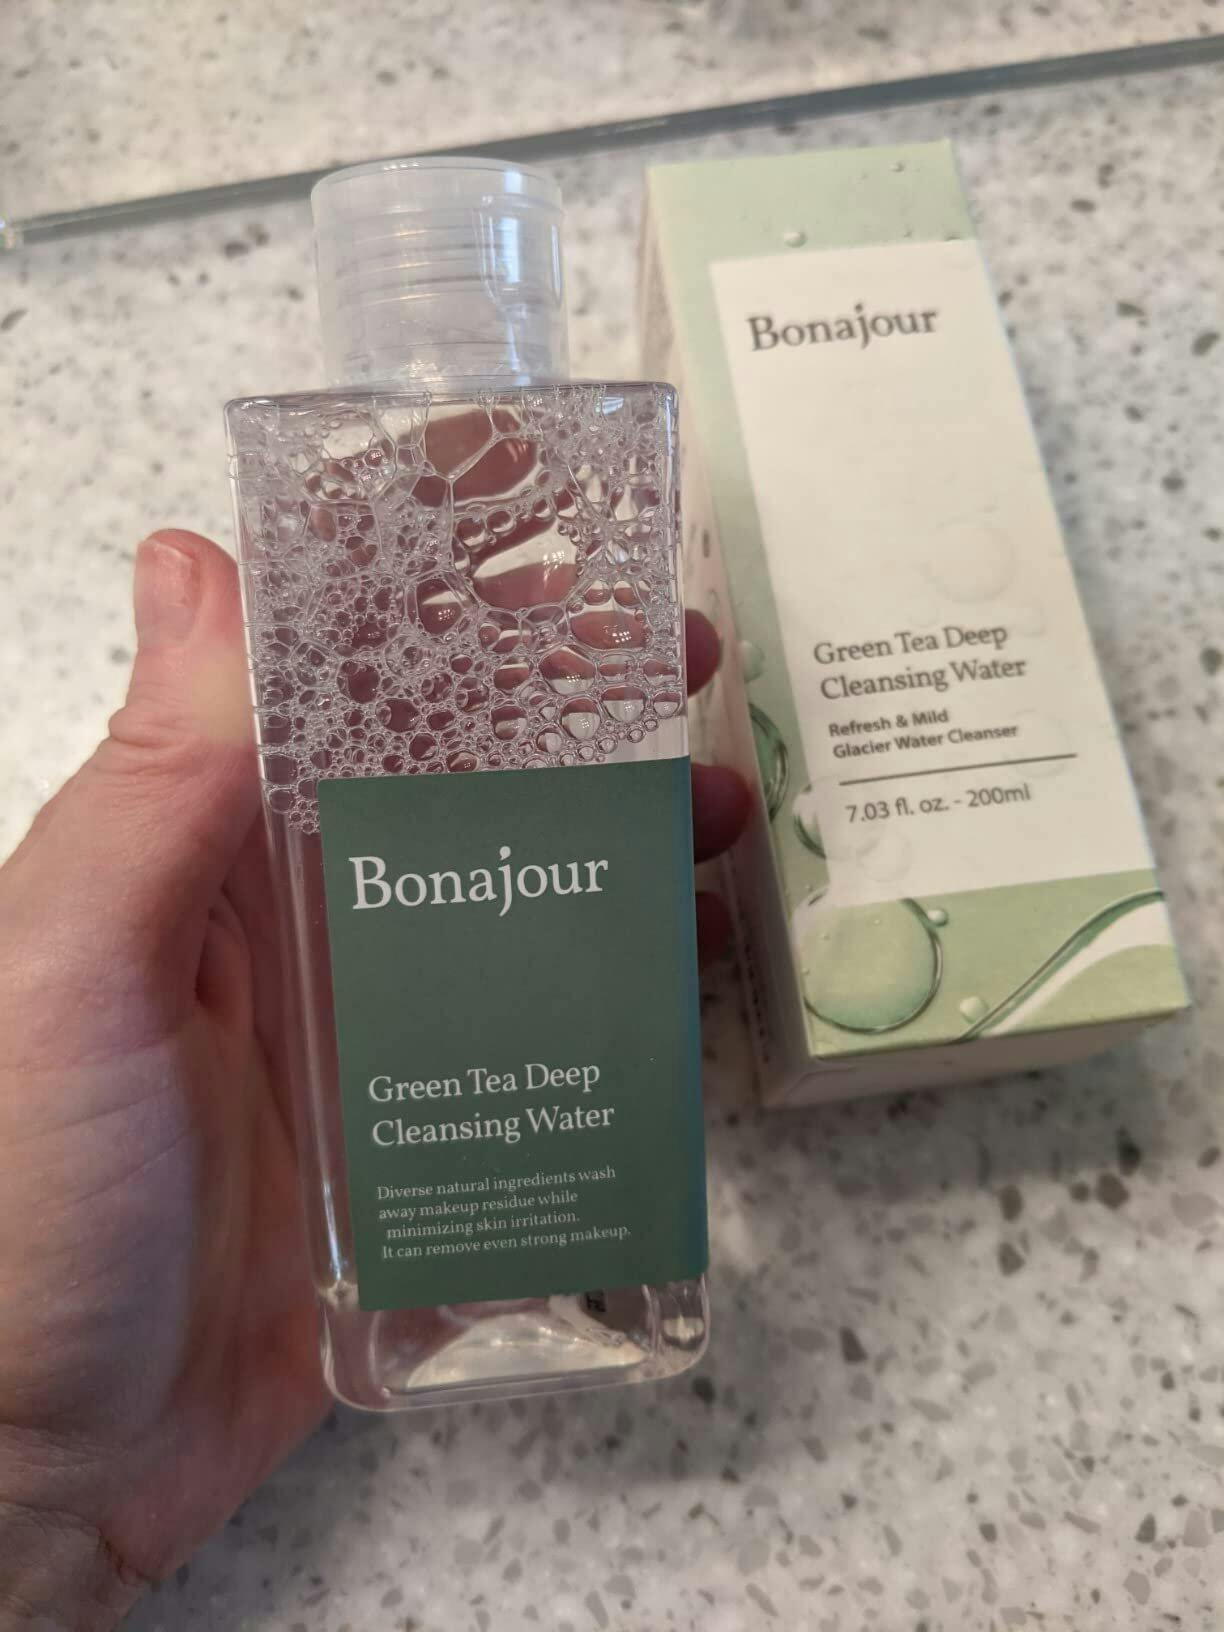 Bonajour
Green Tea Deep
Cleansing Water
Diverse natural ingredients wash
away makeup residue while
minimizing skin irritation.
It can remove even strong makeup.
Bonajour
Green Tea Deep
Cleansing Water
Refresh & Mild
Glacier Water Cleanser
7.03 fl. oz. - 200ml